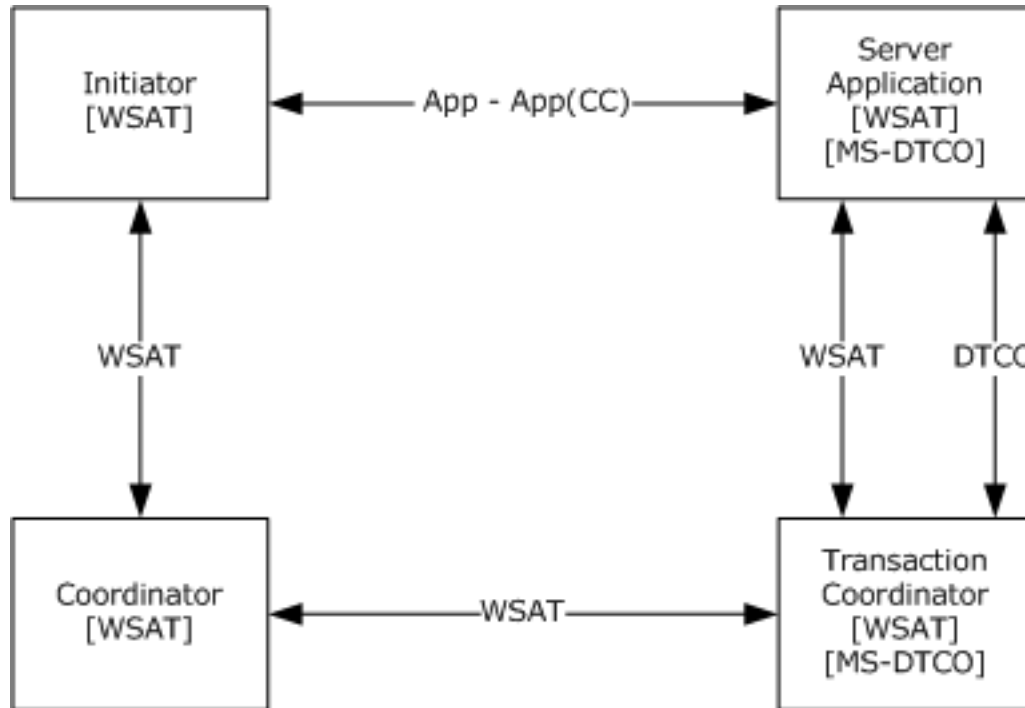 Initiator
[WSAT]
App - App(CC)
Server
Application
[WSAT]
[MS-DTCO]
WSAT
WSAT
DTCO
Coordinator
[WSAT]
WSAT
Transaction
Coordinator
[WSAT]
[MS-DTCO]